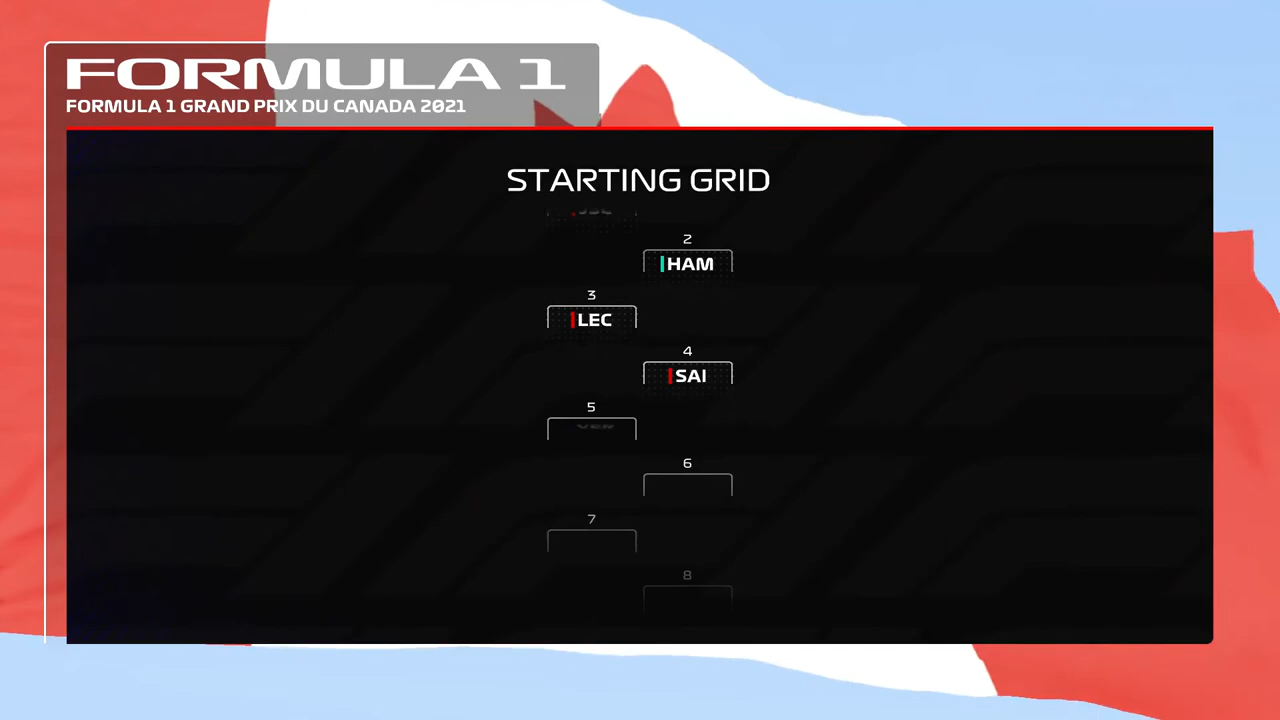 FORMULA 1
FORMULA 1 GRAND PRIX DU CANADA 2021
STARTING GRID
2
HAM
3
LEC
4
SAI
5
VER
6
7
8